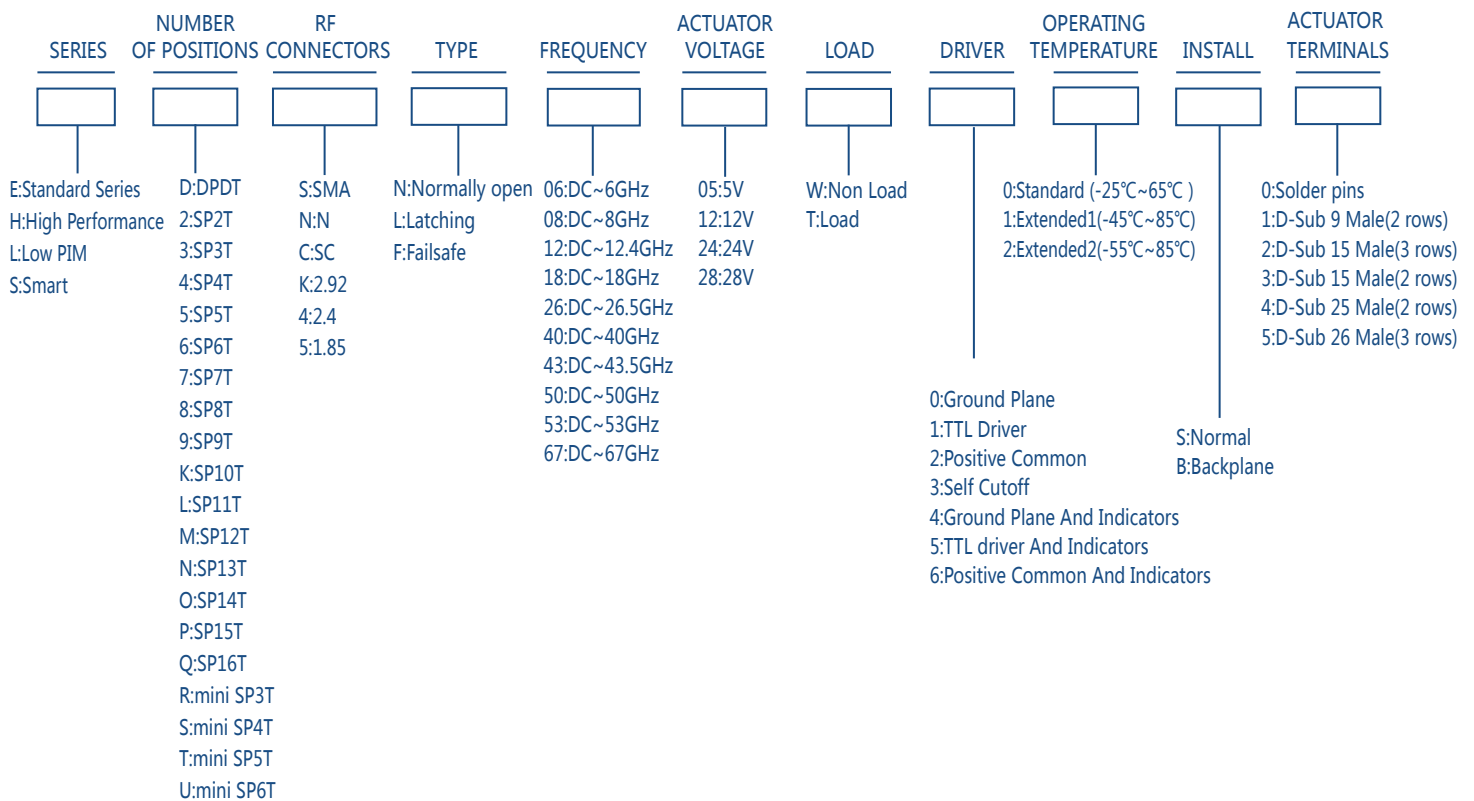 SERIES
NUMBER
OF POSITIONS
RF
CONNECTORS
TYPE
FREQUENCY
ACTUATOR
VOLTAGE
LOAD
DRIVER
OPERATING
TEMPERATURE
INSTALL
ACTUATOR
TERMINALS
E:Standard Series
H:High Performance
L:Low PIM
S:Smart
D:DPDT
2:SP2T
3:SP3T
4:SP4T
5:SP5T
6:SP6T
7:SP7T
8:SP8T
9:SP9T
K:SP10T
L:SP11T
M:SP12T
N:SP13T
O:SP14T
P:SP15T
Q:SP16T
R:mini SP3T
S:mini SP4T
T:mini SP5T
U:mini SP6T
S:SMA
N:N
C:SC
K:2.92
4:2.4
5:1.85
N:Normally open
L:Latching
F:Failsafe
06:DC~6GHz
08:DC~8GHz
12:DC~12.4GHz
18:DC~18GHz
26:DC~26.5GHz
40:DC~40GHz
43:DC~43.5GHz
50:DC~50GHz
53:DC~53GHz
67:DC~67GHz
05:5V
12:12V
24:24V
28:28V
W:Non Load
T:Load
0:Ground Plane
1:TTL Driver
2:Positive Common
3:Self Cutoff
4:Ground Plane And Indicators
5:TTL driver And Indicators
6:Positive Common And Indicators
0:Standard (-25℃~65℃ )
1:Extended1(-45℃~85℃)
2:Extended2(-55℃~85℃)
S:Normal
B:Backplane
0:Solder pins
1:D-Sub 9 Male(2 rows)
2:D-Sub 15 Male(3 rows)
3:D-Sub 15 Male(2 rows)
4:D-Sub 25 Male(2 rows)
5:D-Sub 26 Male(3 rows)